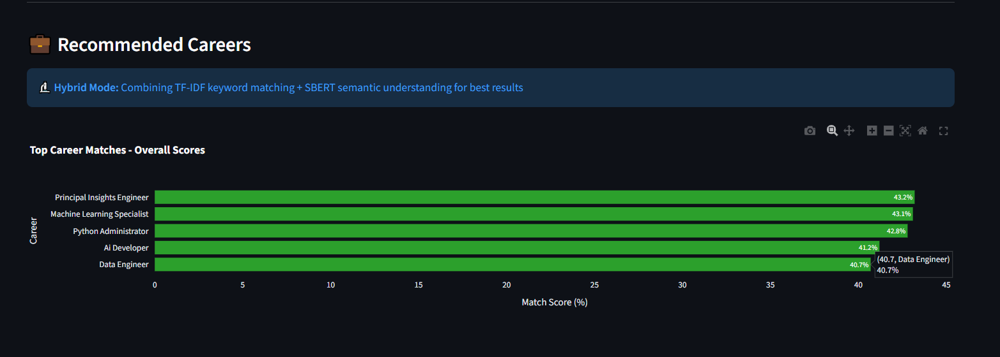 Recommended Careers
Hybrid Mode: Combining TF-IDF keyword matching + SBERT semantic understanding for best results
Top Career Matches - Overall Scores
Career
Principal Insights Engineer 43.2%
Machine Learning Specialist 43.1%
Python Administrator 42.8%
Ai Developer 41.2%
Data Engineer 40.7%
(40.7, Data Engineer)
40.7%
0 5 10 15 20 25 30 35 40 45
Match Score (%)